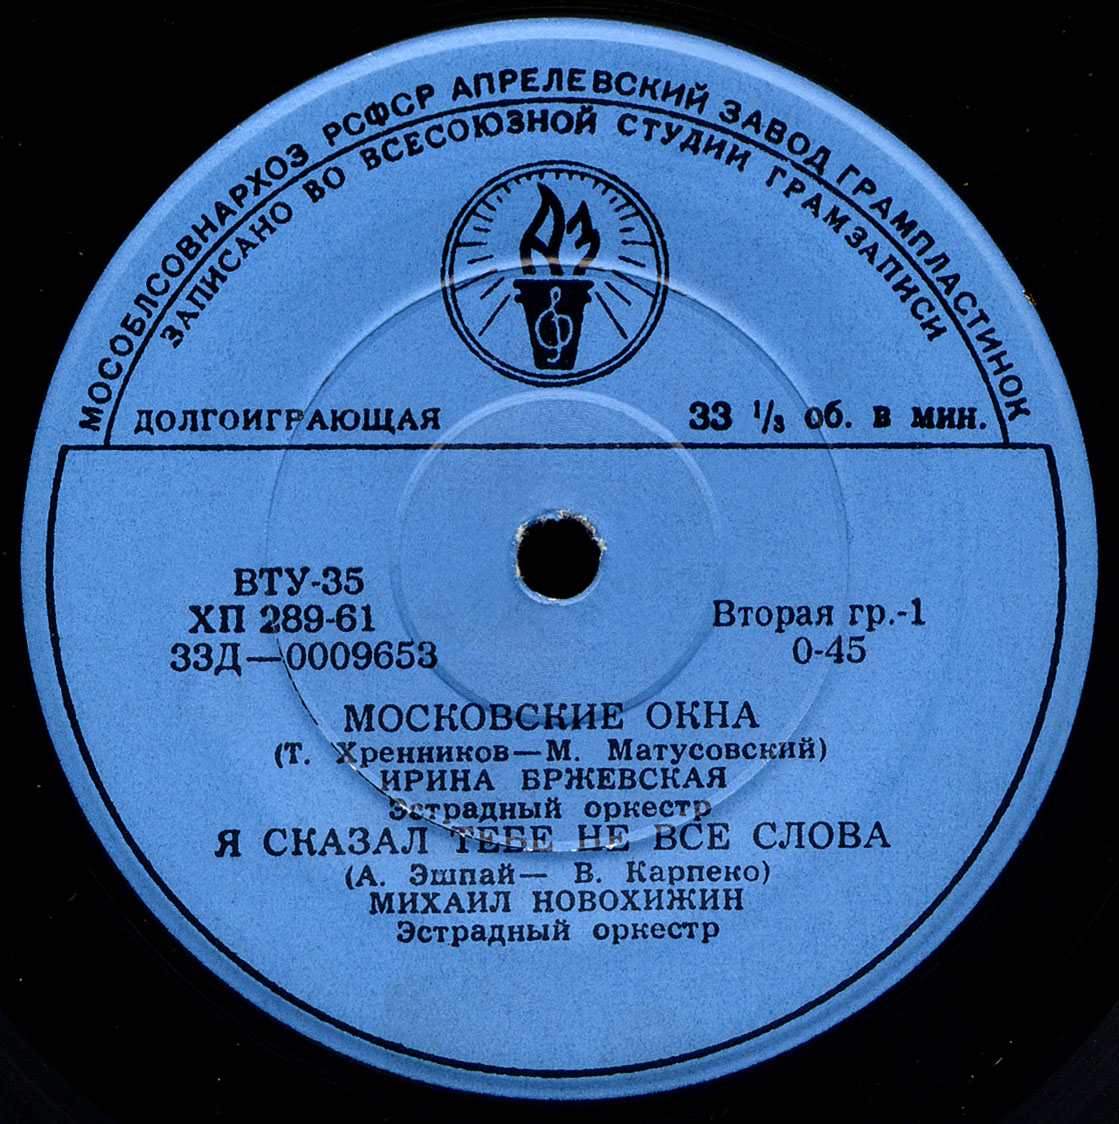 МОСОБЛСОВНАРХОЗ РСФСР АПРЕЛЕВСКИЙ ЗАВОД ГРАМПЛАСТИНОК
ЗАПИСАНО ВО ВСЕСОЮЗНОЙ СТУДИИ ГРАМЗАПИСИ
АЗ
ДОЛГОИГРАЮЩАЯ 33 1/3 об. в мин.
ВТУ-35
ХП 289-61 Вторая гр.-1
33Д—0009653 0-45
МОСКОВСКИЕ ОКНА
(Т. Хренников—М. Матусовский)
ИРИНА БРЖЕВСКАЯ
Эстрадный оркестр
Я СКАЗАЛ ТЕБЕ НЕ ВСЕ СЛОВА
(А. Эшпай— В. Карпеко)
МИХАИЛ НОВОХИЖИН
Эстрадный оркестр